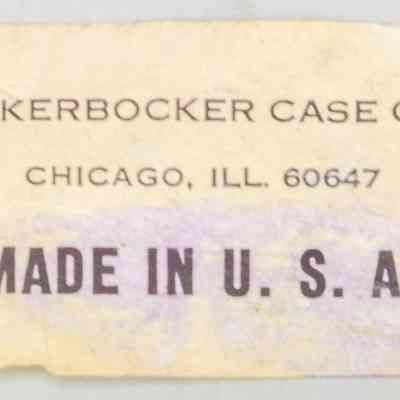 KERBOCKER CASE C
CHICAGO, ILL. 60647
MADE IN U. S. A